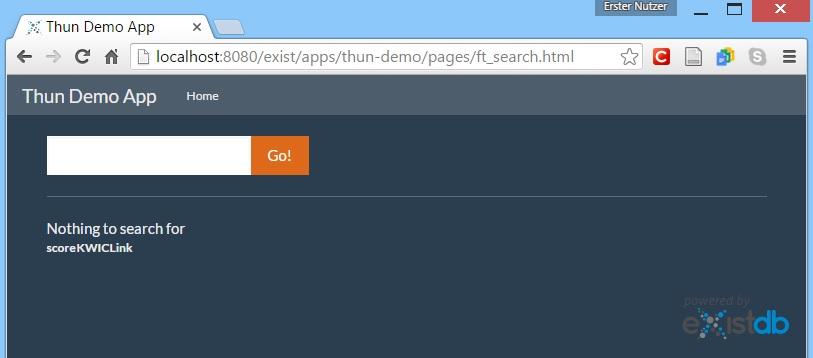 Erster Nutzer
Thun Demo App
localhost:8080/exist/apps/thun-demo/pages/ft_search.html
Thun Demo App Home
Go!
Nothing to search for
scoreKWICLink
powered by
eXistdb